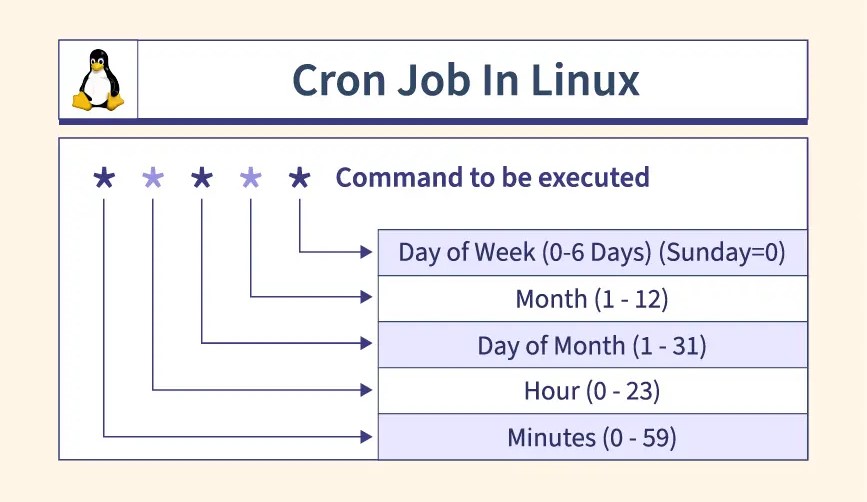 Cron Job In Linux
* * * * * Command to be executed
Day of Week (0-6 Days) (Sunday=0)
Month (1 - 12)
Day of Month (1 - 31)
Hour (0 - 23)
Minutes (0 - 59)